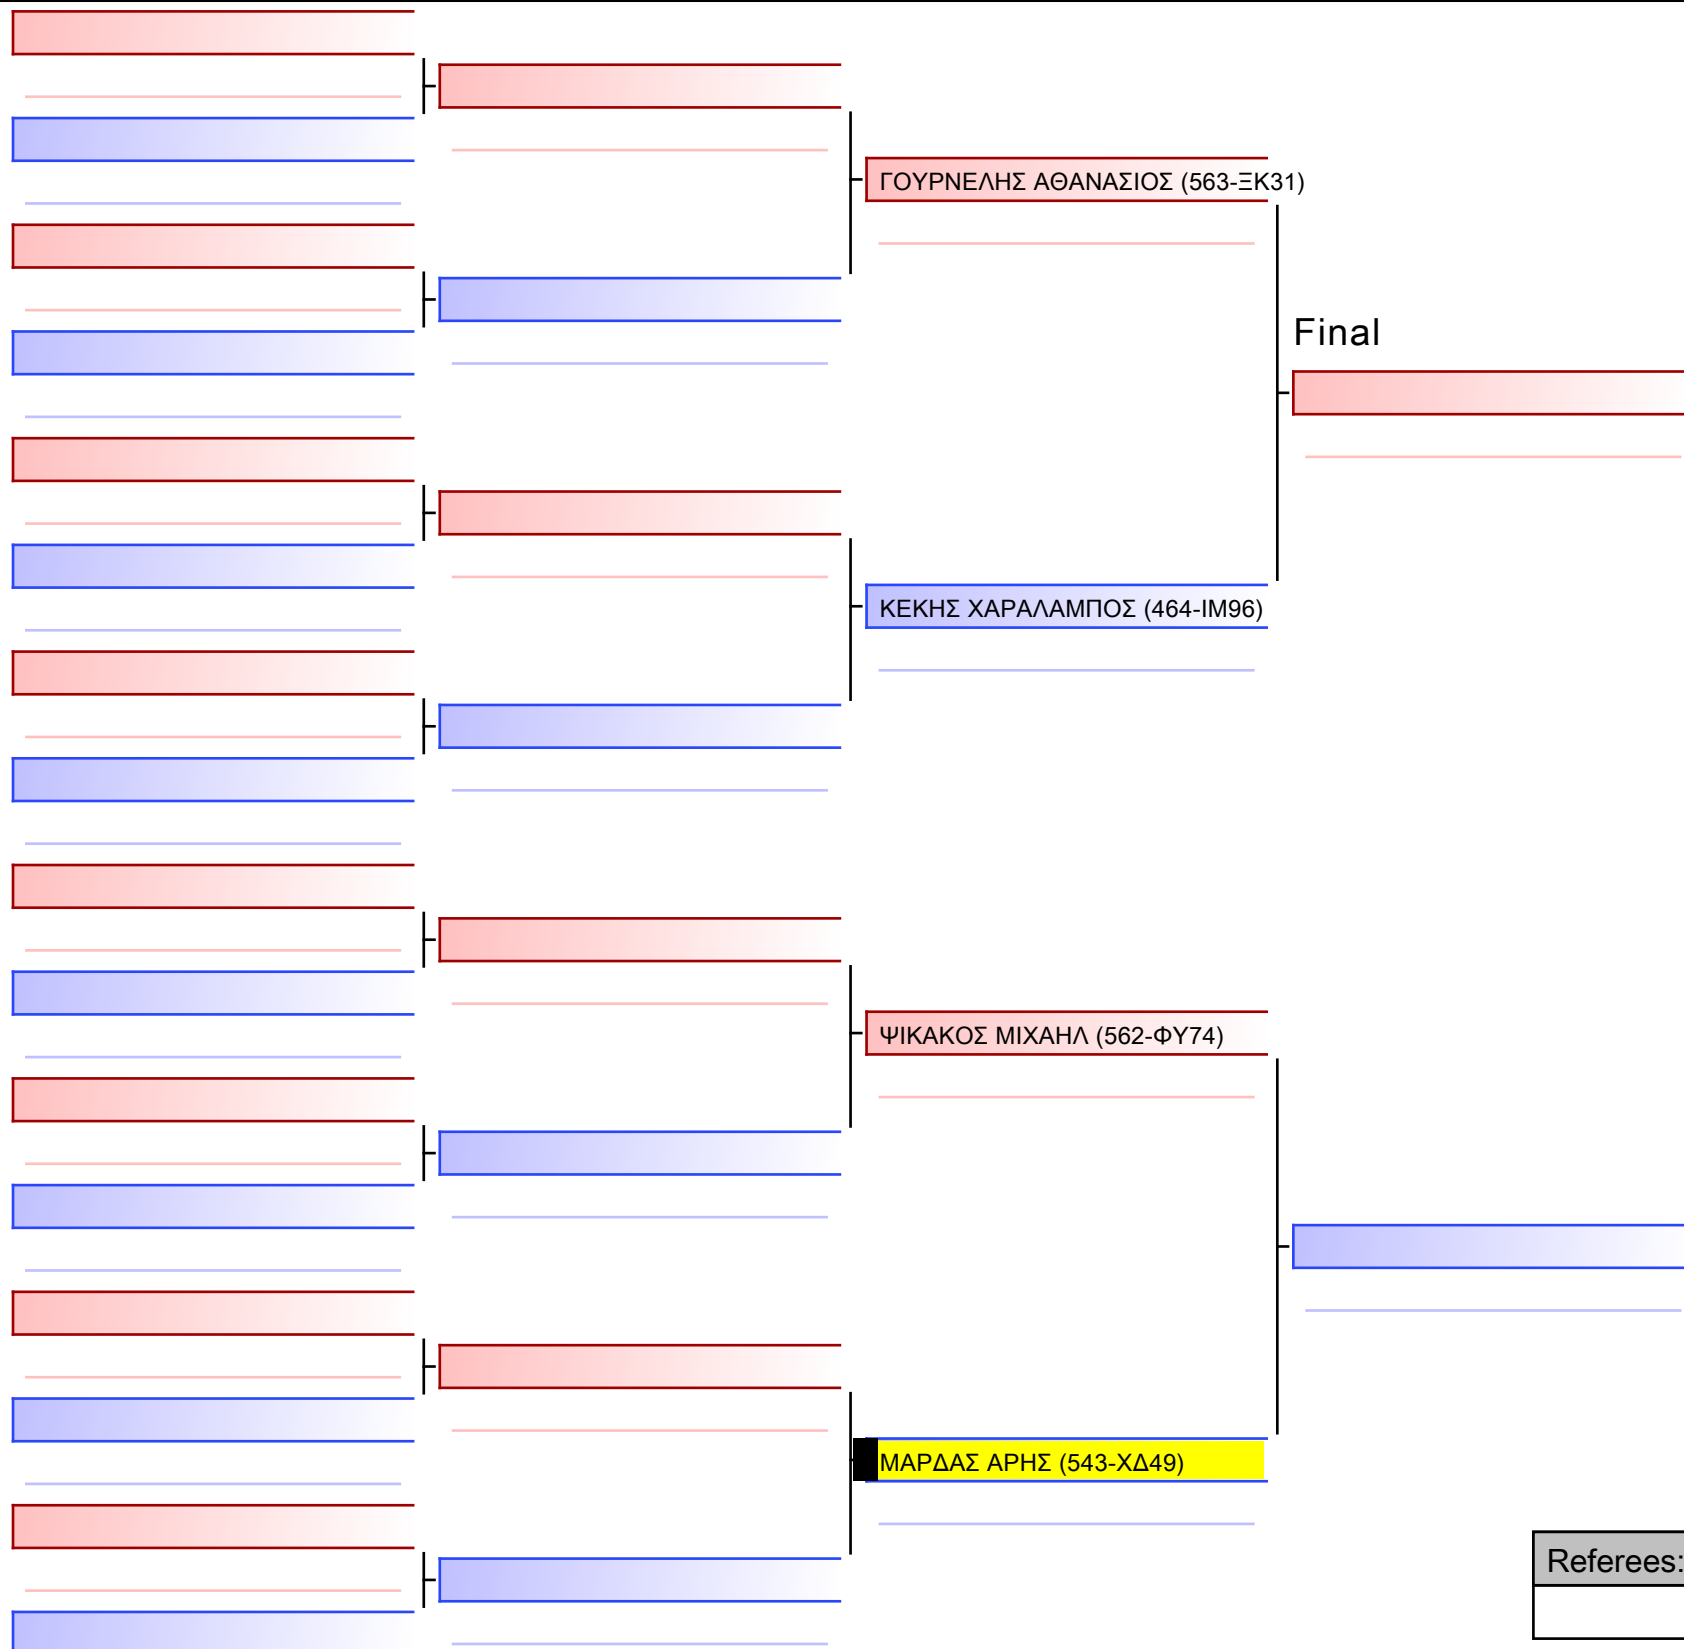 ΓΟΥΡΝΕΛΗΣ ΑΘΑΝΑΣΙΟΣ (563-ΞΚ31)
Final
ΚΕΚΗΣ ΧΑΡΑΛΑΜΠΟΣ (464-ΙΜ96)
ΨΙΚΑΚΟΣ ΜΙΧΑΗΛ (562-ΦΥ74)
ΜΑΡΔΑΣ ΑΡΗΣ (543-ΧΔ49)
Referees: